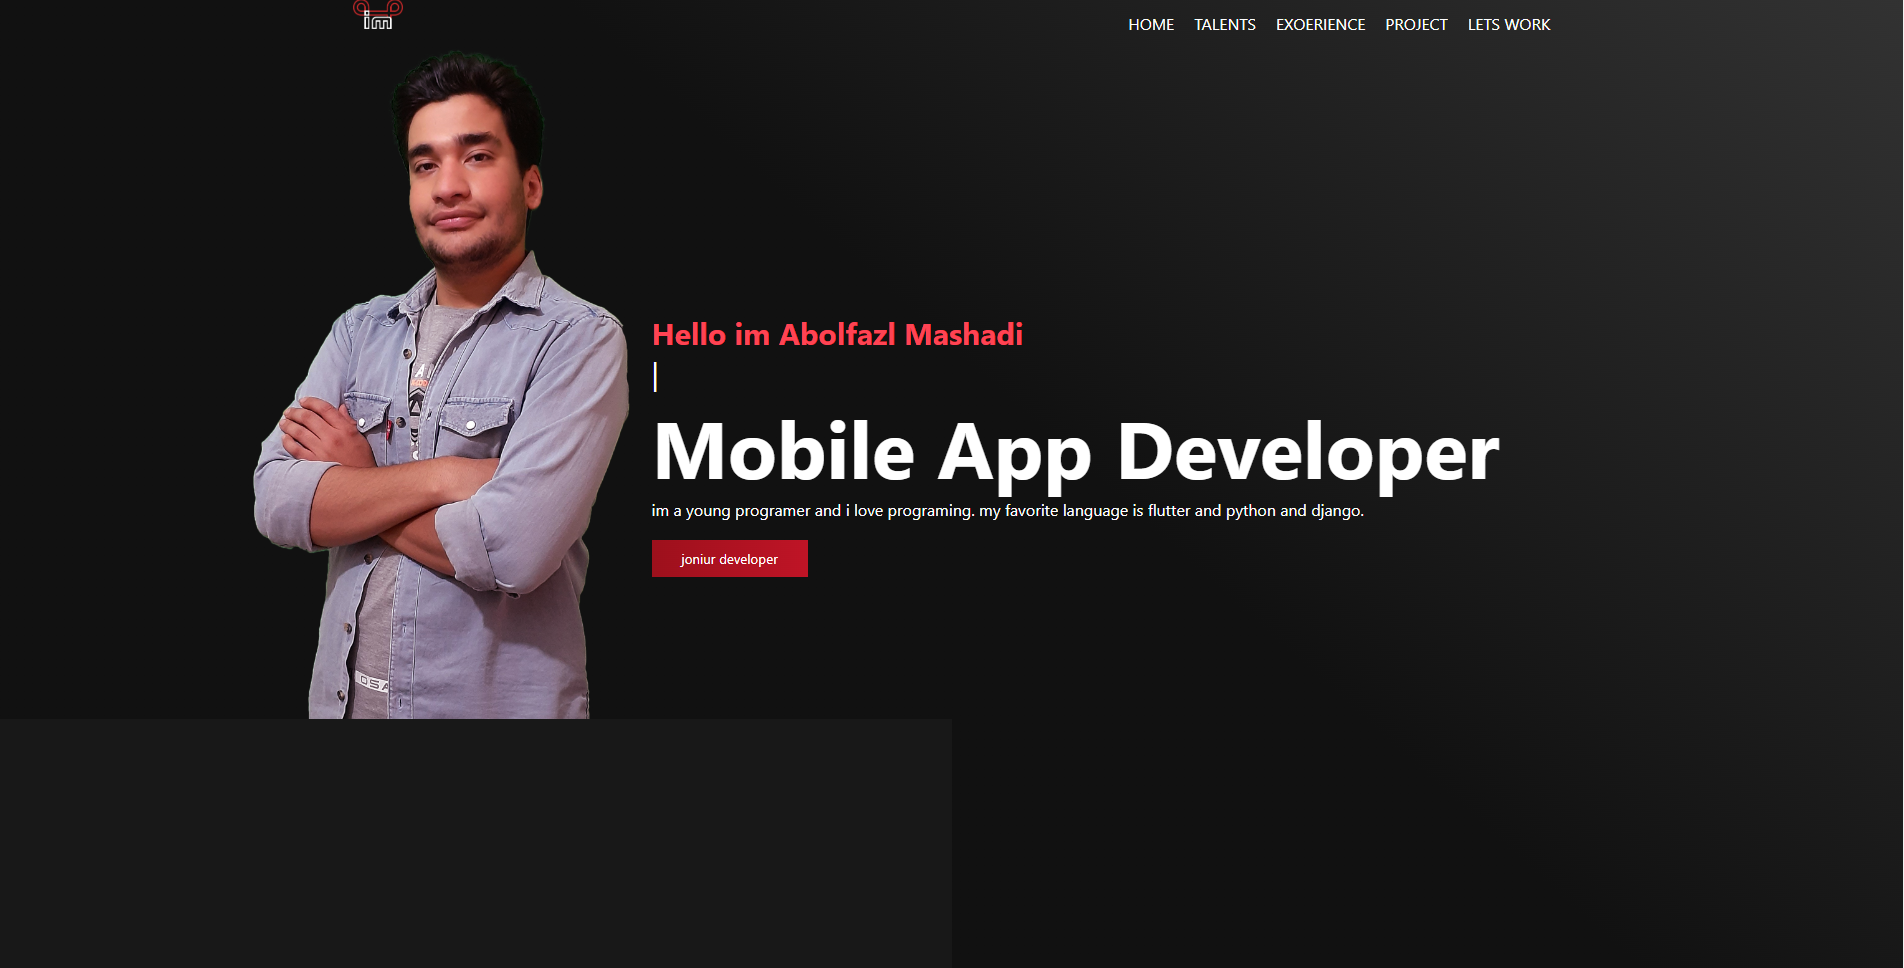 im
HOME TALENTS EXOERIENCE PROJECT LETS WORK
Hello im Abolfazl Mashadi
|
Mobile App Developer
im a young programer and i love programing. my favorite language is flutter and python and django.
joniur developer